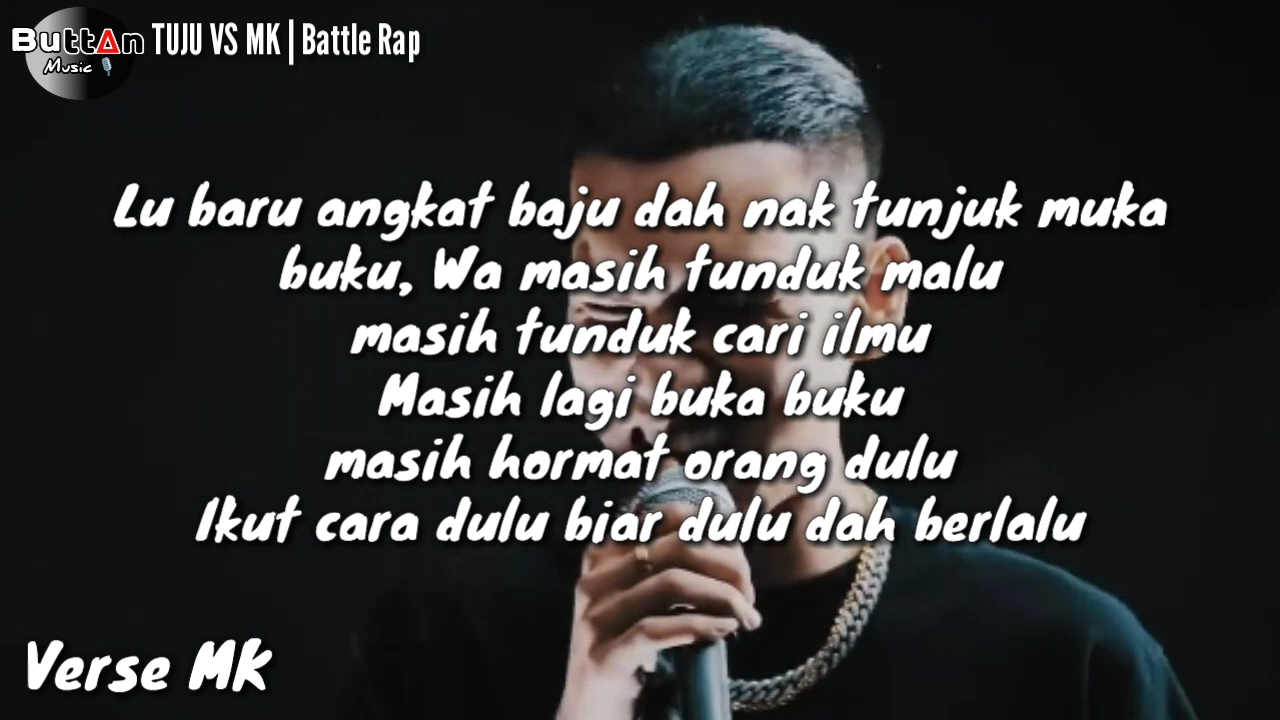 ButtAn
Music
TUJU VS MK | Battle Rap
Lu baru angkat baju dah nak tunjuk muka
buku, Wa masih tunduk malu
masih tunduk cari ilmu
Masih lagi buka buku
masih hormat orang dulu
Ikut cara dulu biar dulu dah berlalu
Verse MK